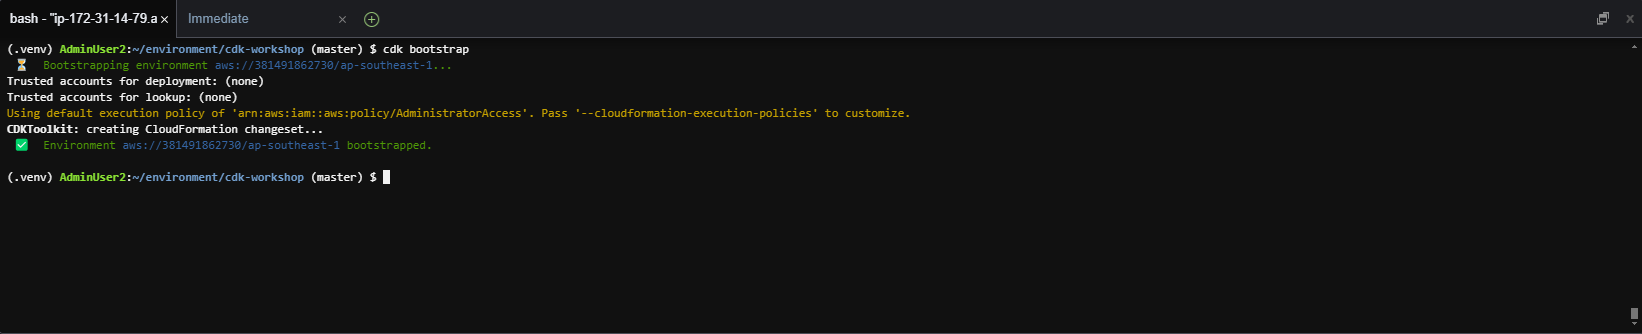 bash - "ip-172-31-14-79.a × Immediate ×
(.venv) AdminUser2:~/environment/cdk-workshop (master) $ cdk bootstrap
⏳ Bootstrapping environment aws://381491862730/ap-southeast-1...
Trusted accounts for deployment: (none)
Trusted accounts for lookup: (none)
Using default execution policy of 'arn:aws:iam::aws:policy/AdministratorAccess'. Pass '--cloudformation-execution-policies' to customize.
CDKToolkit: creating CloudFormation changeset...
✅ Environment aws://381491862730/ap-southeast-1 bootstrapped.
(.venv) AdminUser2:~/environment/cdk-workshop (master) $